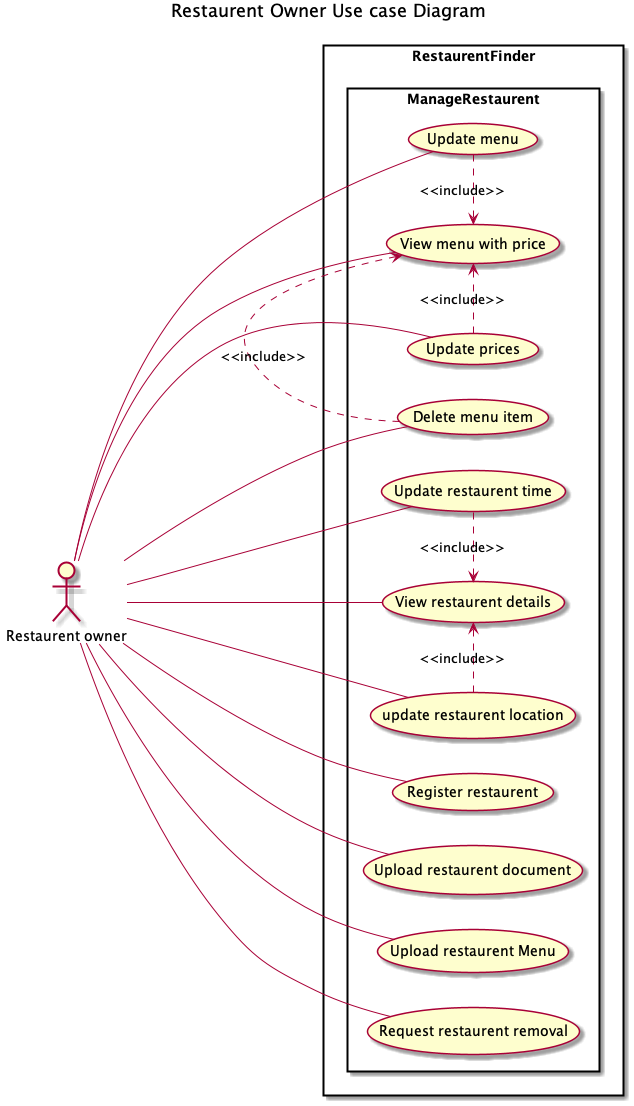 Restaurent Owner Use case Diagram
RestaurentFinder
ManageRestaurent
Update menu
<<include>>
View menu with price
<<include>>
Update prices
<<include>>
Delete menu item
Update restaurent time
<<include>>
View restaurent details
Restaurent owner
<<include>>
update restaurent location
Register restaurent
Upload restaurent document
Upload restaurent Menu
Request restaurent removal